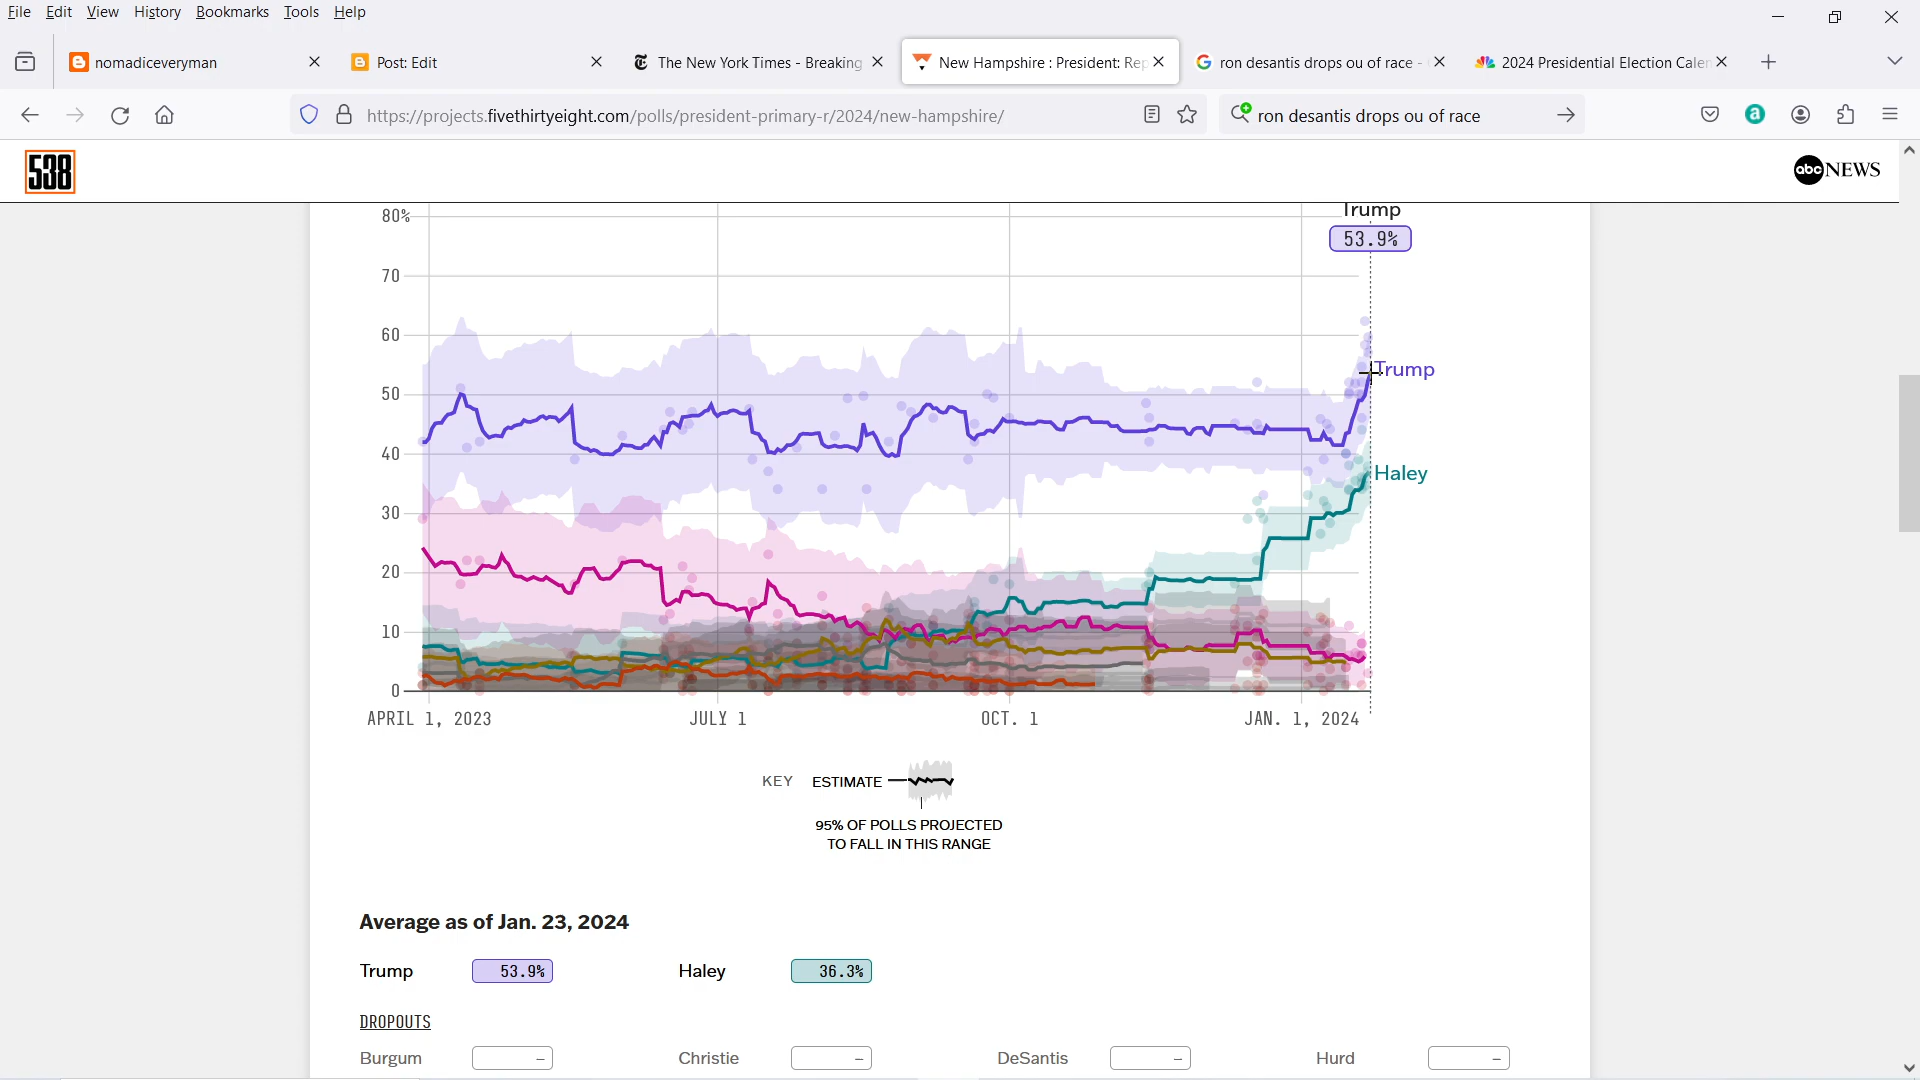 File Edit View History Bookmarks Tools Help
nomadiceveryman
Post: Edit
The New York Times - Breaking
New Hampshire : President: Rep
ron desantis drops ou of race -
2024 Presidential Election Calen
https://projects.fivethirtyeight.com/polls/president-primary-r/2024/new-hampshire/
ron desantis drops ou of race
538
abc NEWS
Trump
53.9%
80%
70
60
50
40
30
20
10
0
Trump
Haley
APRIL 1, 2023 JULY 1 OCT. 1 JAN. 1, 2024
KEY ESTIMATE
95% OF POLLS PROJECTED
TO FALL IN THIS RANGE
Average as of Jan. 23, 2024
Trump 53.9% Haley 36.3%
DROPOUTS
Burgum – Christie – DeSantis – Hurd –